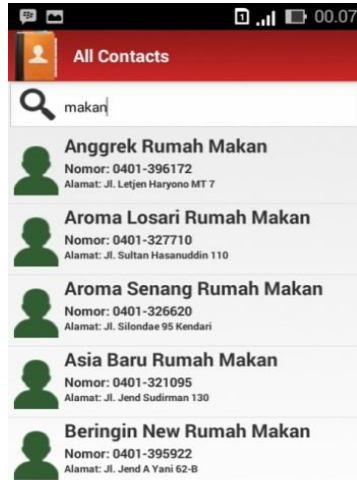 1
00.07
All Contacts
makan
Anggrek Rumah Makan
Nomor: 0401-396172
Alamat: Jl. Letjen Haryono MT 7
Aroma Losari Rumah Makan
Nomor: 0401-327710
Alamat: Jl. Sultan Hasanuddin 110
Aroma Senang Rumah Makan
Nomor: 0401-326620
Alamat: Jl. Silondae 95 Kendari
Asia Baru Rumah Makan
Nomor: 0401-321095
Alamat: Jl. Jend Sudirman 130
Beringin New Rumah Makan
Nomor: 0401-395922
Alamat: Jl. Jend A Yani 62-B